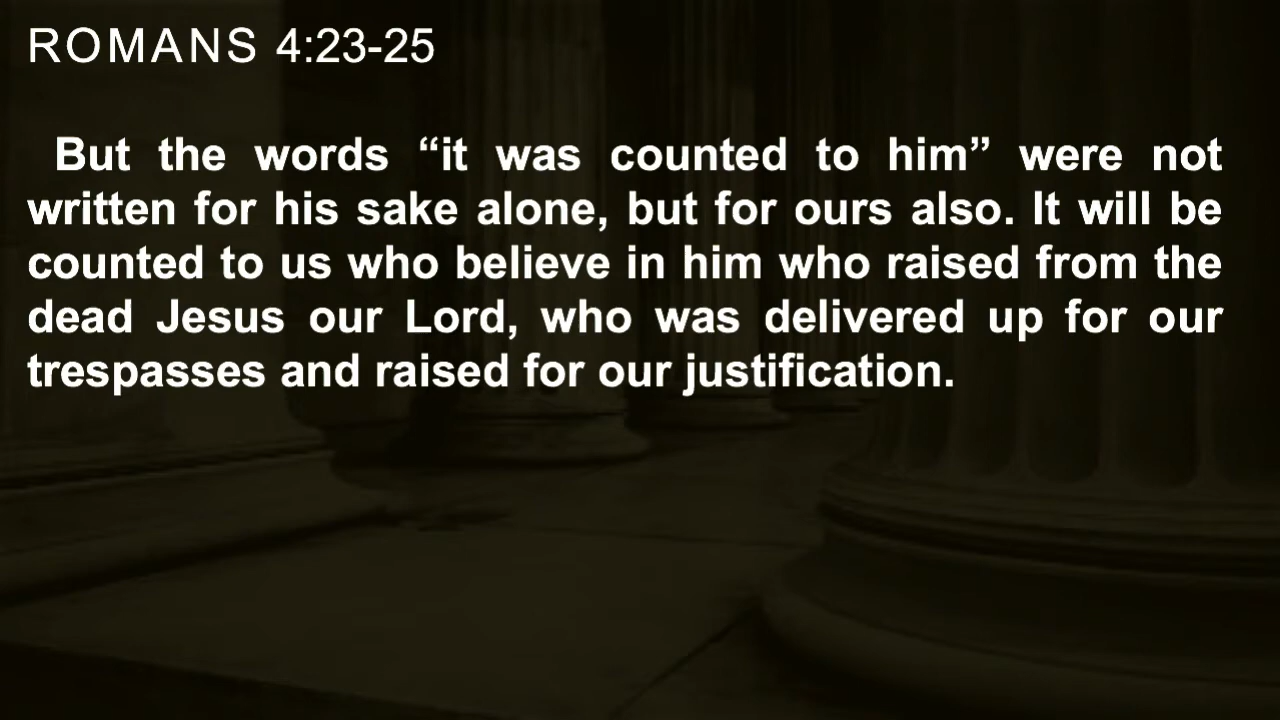 ROMANS 4:23-25
But the words “it was counted to him” were not
written for his sake alone, but for ours also. It will be
counted to us who believe in him who raised from the
dead Jesus our Lord, who was delivered up for our
trespasses and raised for our justification.